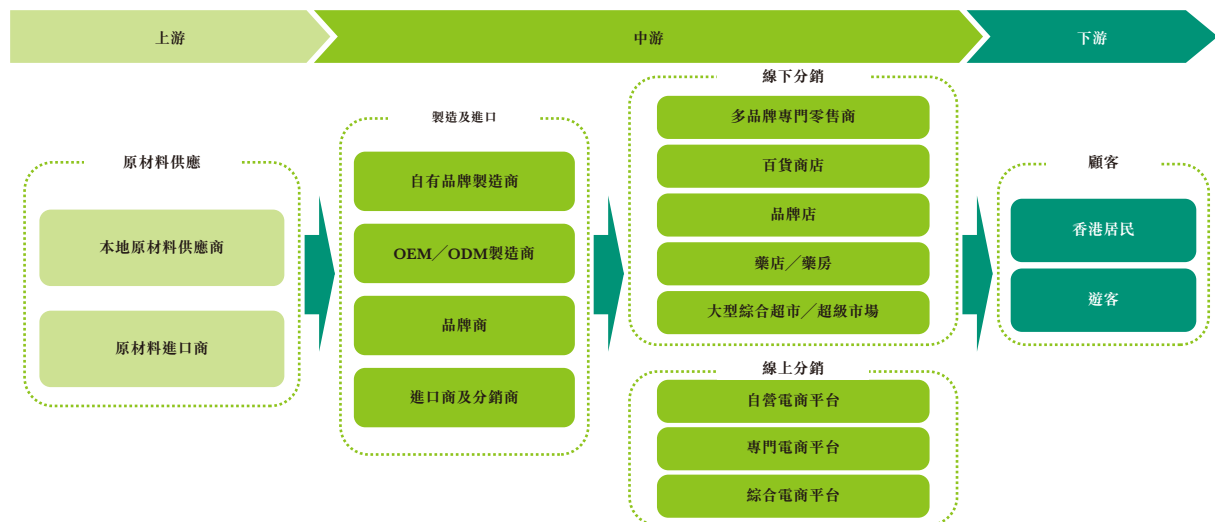 上游
中游
下游
原材料供應
本地原材料供應商
原材料進口商
製造及進口
自有品牌製造商
OEM／ODM製造商
品牌商
進口商及分銷商
線下分銷
多品牌專門零售商
百貨商店
品牌店
藥店／藥房
大型綜合超市／超級市場
線上分銷
自營電商平台
專門電商平台
綜合電商平台
顧客
香港居民
遊客